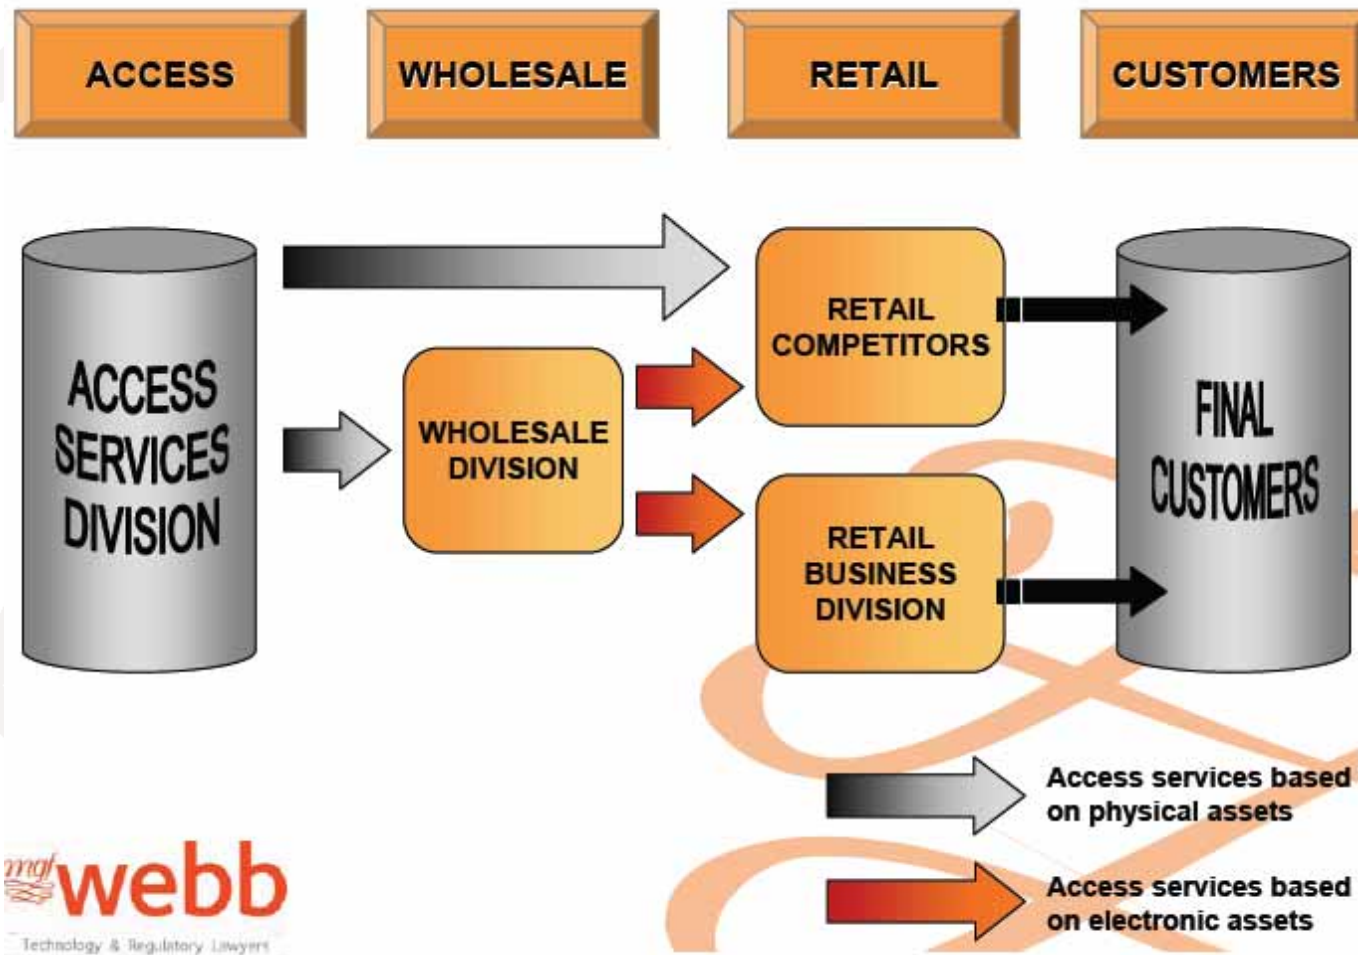 ACCESS
WHOLESALE
RETAIL
CUSTOMERS
ACCESS
SERVICES
DIVISION
WHOLESALE
DIVISION
RETAIL
COMPETITORS
RETAIL
BUSINESS
DIVISION
FINAL
CUSTOMERS
Access services based
on physical assets
Access services based
on electronic assets
mgf
webb
Technology & Regulatory Lawyers